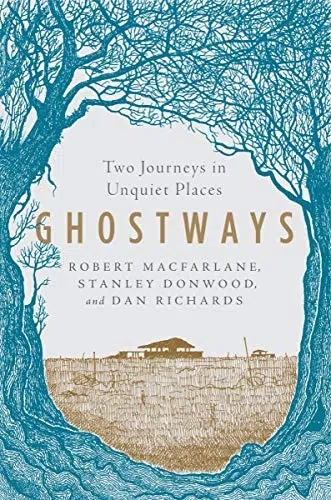 Two Journeys in
Unquiet Places
GHOSTWAYS
ROBERT MACFARLANE,
STANLEY DONWOOD,
and DAN RICHARDS